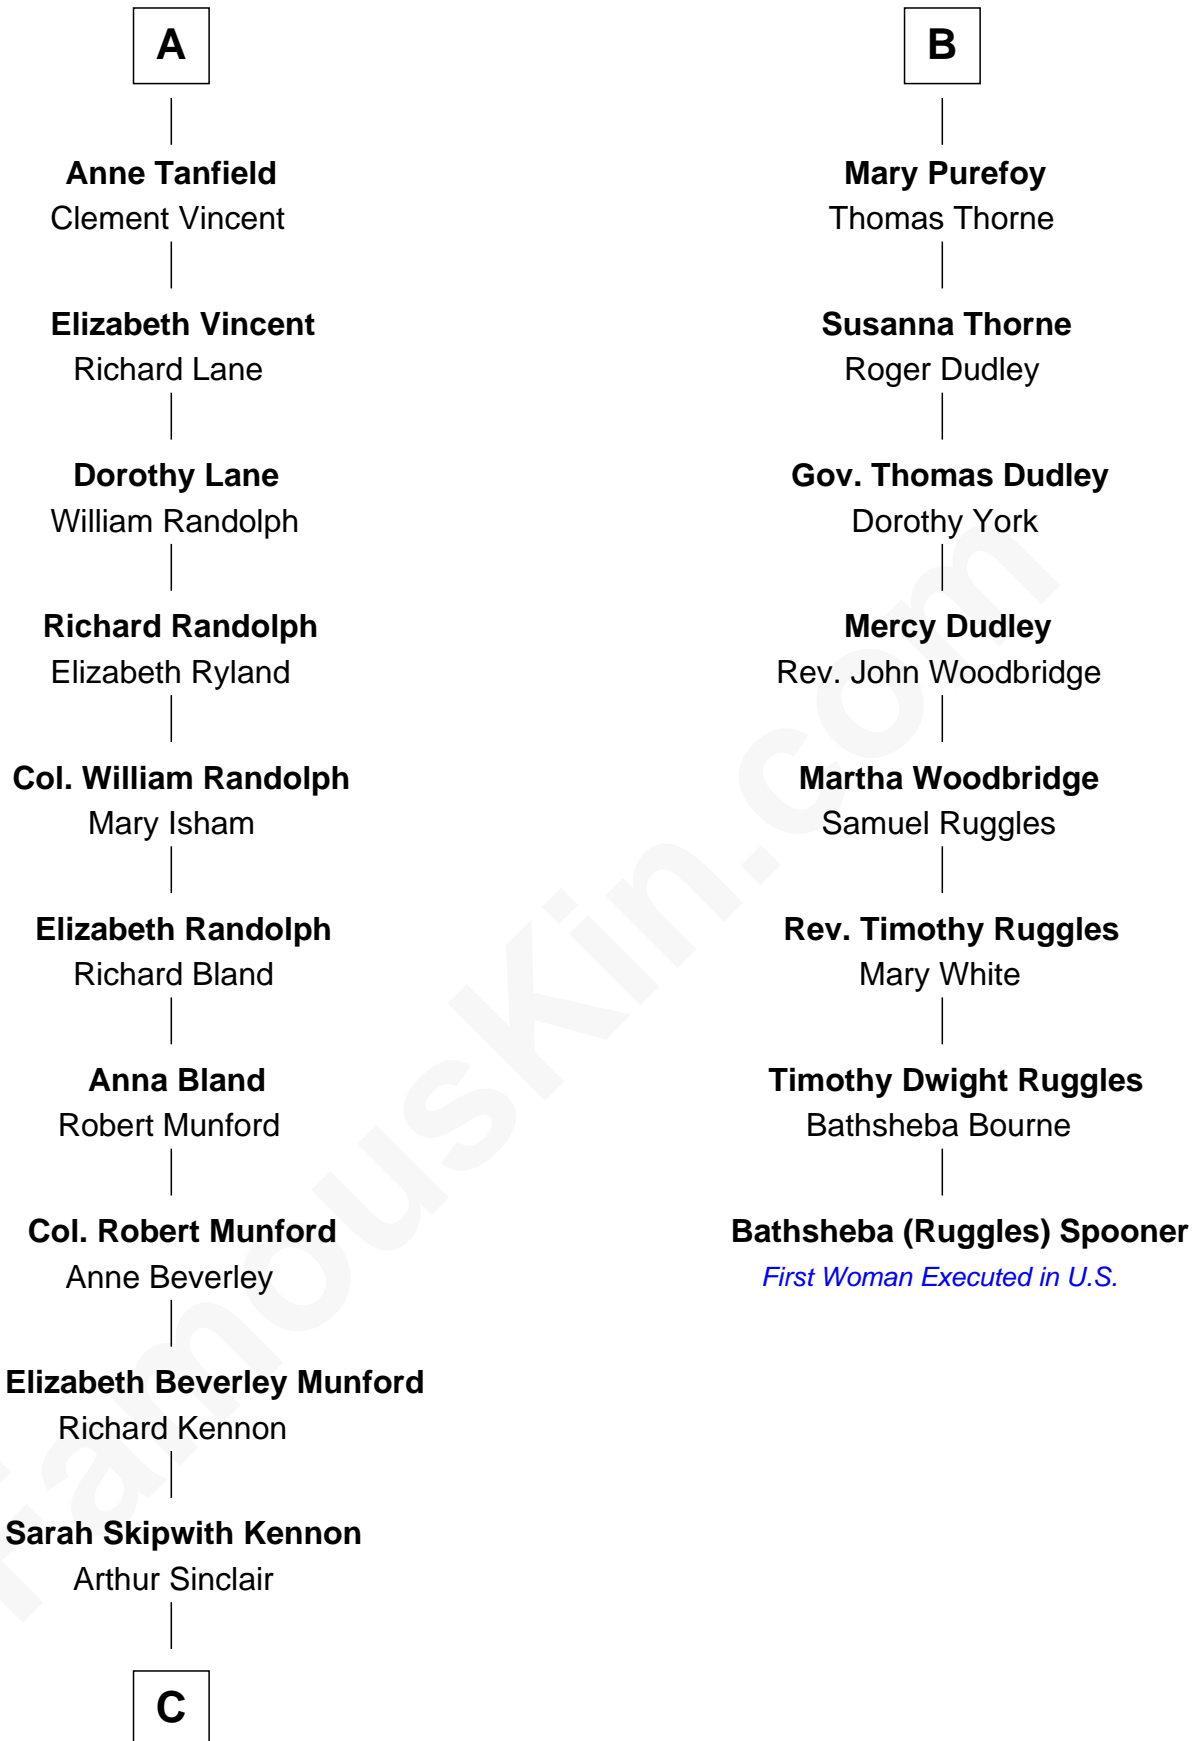 A
Anne Tanfield
Clement Vincent
Elizabeth Vincent
Richard Lane
Dorothy Lane
William Randolph
Richard Randolph
Elizabeth Ryland
Col. William Randolph
Mary Isham
Elizabeth Randolph
Richard Bland
Anna Bland
Robert Munford
Col. Robert Munford
Anne Beverley
Elizabeth Beverley Munford
Richard Kennon
Sarah Skipwith Kennon
Arthur Sinclair
C
B
Mary Purefoy
Thomas Thorne
Susanna Thorne
Roger Dudley
Gov. Thomas Dudley
Dorothy York
Mercy Dudley
Rev. John Woodbridge
Martha Woodbridge
Samuel Ruggles
Rev. Timothy Ruggles
Mary White
Timothy Dwight Ruggles
Bathsheba Bourne
Bathsheba (Ruggles) Spooner
First Woman Executed in U.S.
FamousKin.com